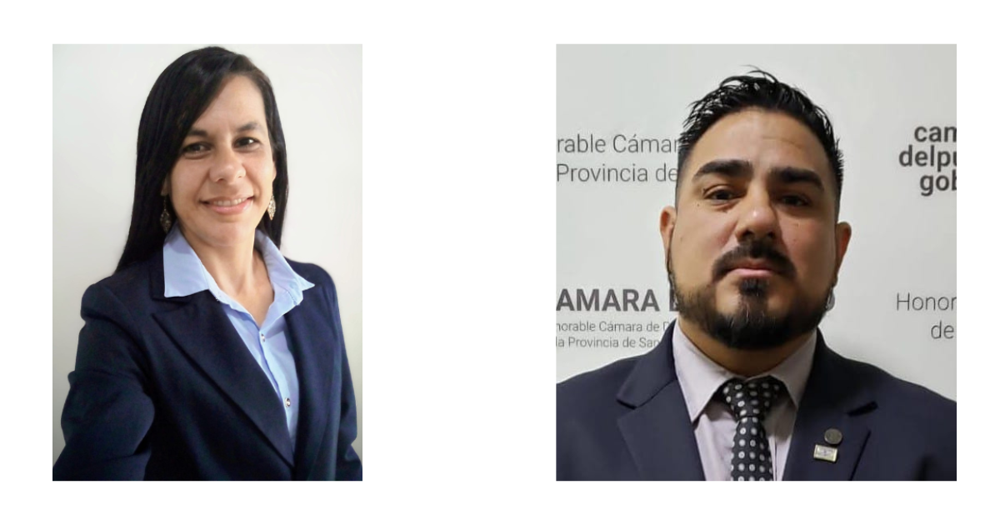 rable Cámar
Provincia de
cam
delpu
gob
AMARA
norable Cámara de D
la Provincia de San
Honor
de